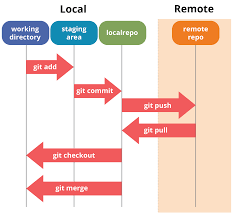 Local
Remote
working
directory
staging
area
localrepo
remote
repo
git add
git commit
git push
git pull
git checkout
git merge